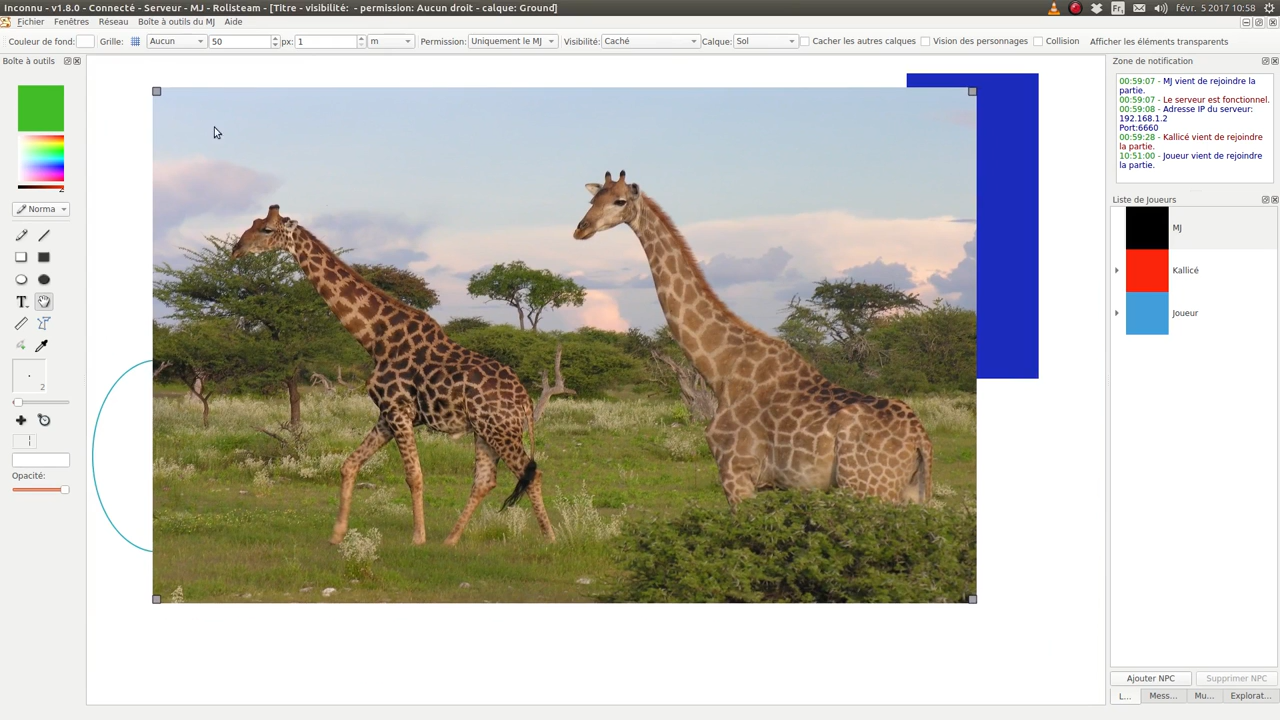 Inconnu - v1.8.0 - Connecté - Serveur - MJ - Rolisteam - [Titre - visibilité:  - permission: Aucun droit - calque: Ground]
Fr
févr. 5 2017 10:58
Fichier Fenêtres Réseau Boîte à outils du MJ Aide
Couleur de fond: Grille: Aucun 50 px: 1 m Permission: Uniquement le MJ Visibilité: Caché Calque: Sol Cacher les autres calques Vision des personnages Collision Afficher les éléments transparents
Boîte à outils
2
Norma
T.
2
Opacité:
Zone de notification
00:59:07 - MJ vient de rejoindre la
partie.
00:59:07 - Le serveur est fonctionnel.
00:59:08 - Adresse IP du serveur:
192.168.1.2
Port:6660
00:59:28 - Kallicé vient de rejoindre
la partie.
10:51:00 - Joueur vient de rejoindre
la partie.
Liste de Joueurs
MJ
Kallicé
Joueur
Ajouter NPC Supprimer NPC
L... Mess... Mu... Explorat...